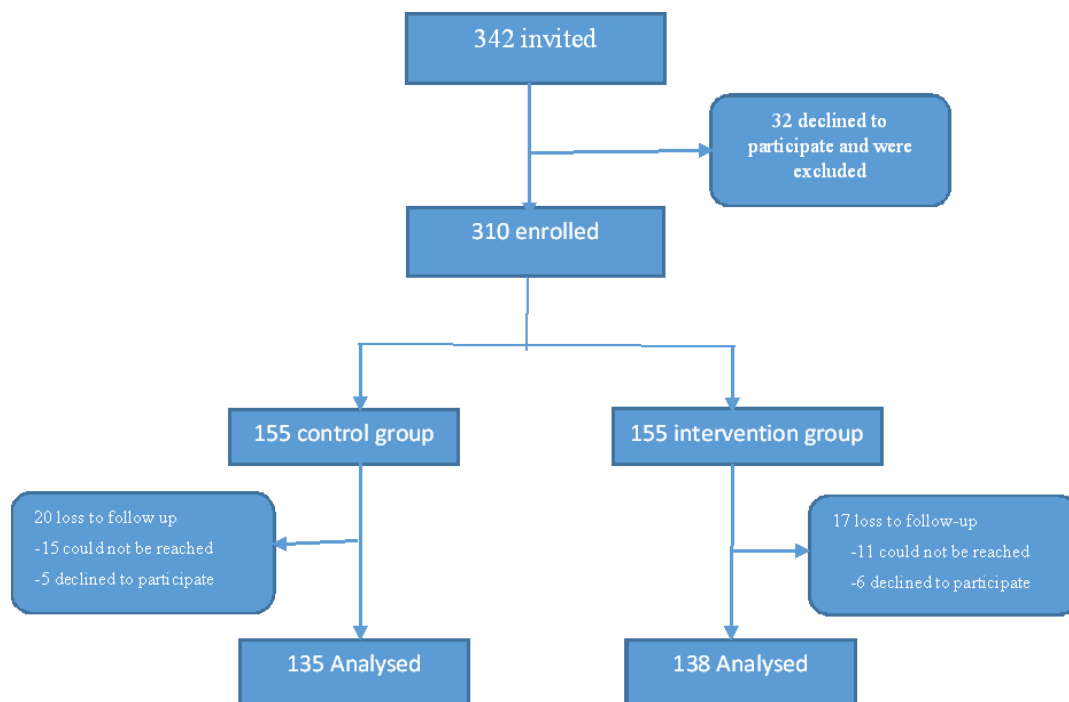 342 invited
32 declined to
participate and were
excluded
310 enrolled
155 control group
155 intervention group
20 loss to follow up
-15 could not be reached
-5 declined to participate
17 loss to follow-up
-11 could not be reached
-6 declined to participate
135 Analysed
138 Analysed